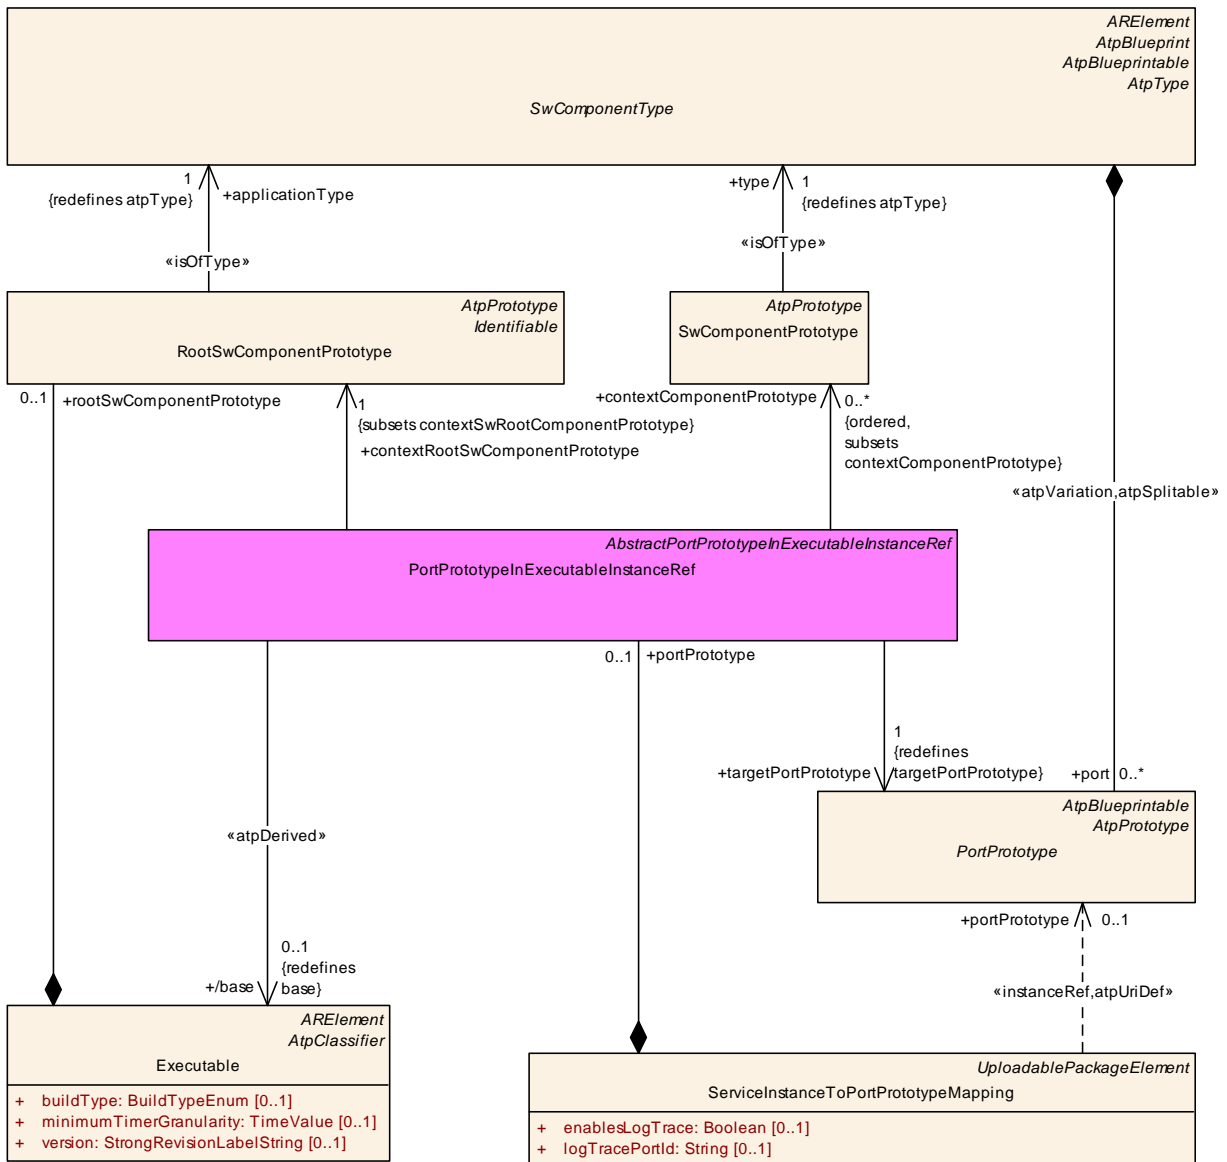 ARElement
AtpBlueprint
AtpBlueprintable
AtpType
SwComponentType
1
{redefines atpType}
+applicationType
+type
1
{redefines atpType}
«isOfType»
«isOfType»
AtpPrototype
Identifiable
RootSwComponentPrototype
AtpPrototype
SwComponentPrototype
0..1
+rootSwComponentPrototype
1
{subsets contextSwRootComponentPrototype}
+contextRootSwComponentPrototype
+contextComponentPrototype
0..*
{ordered,
subsets
contextComponentPrototype}
«atpVariation,atpSplitable»
AbstractPortPrototypeInExecutableInstanceRef
PortPrototypeInExecutableInstanceRef
0..1
+portPrototype
1
{redefines
targetPortPrototype}
+targetPortPrototype
+port
0..*
«atpDerived»
AtpBlueprintable
AtpPrototype
PortPrototype
+portPrototype
0..1
0..1
{redefines
base}
+/base
«instanceRef,atpUriDef»
ARElement
AtpClassifier
Executable
+ buildType: BuildTypeEnum [0..1]
+ minimumTimerGranularity: TimeValue [0..1]
+ version: StrongRevisionLabelString [0..1]
UploadablePackageElement
ServiceInstanceToPortPrototypeMapping
+ enablesLogTrace: Boolean [0..1]
+ logTracePortId: String [0..1]